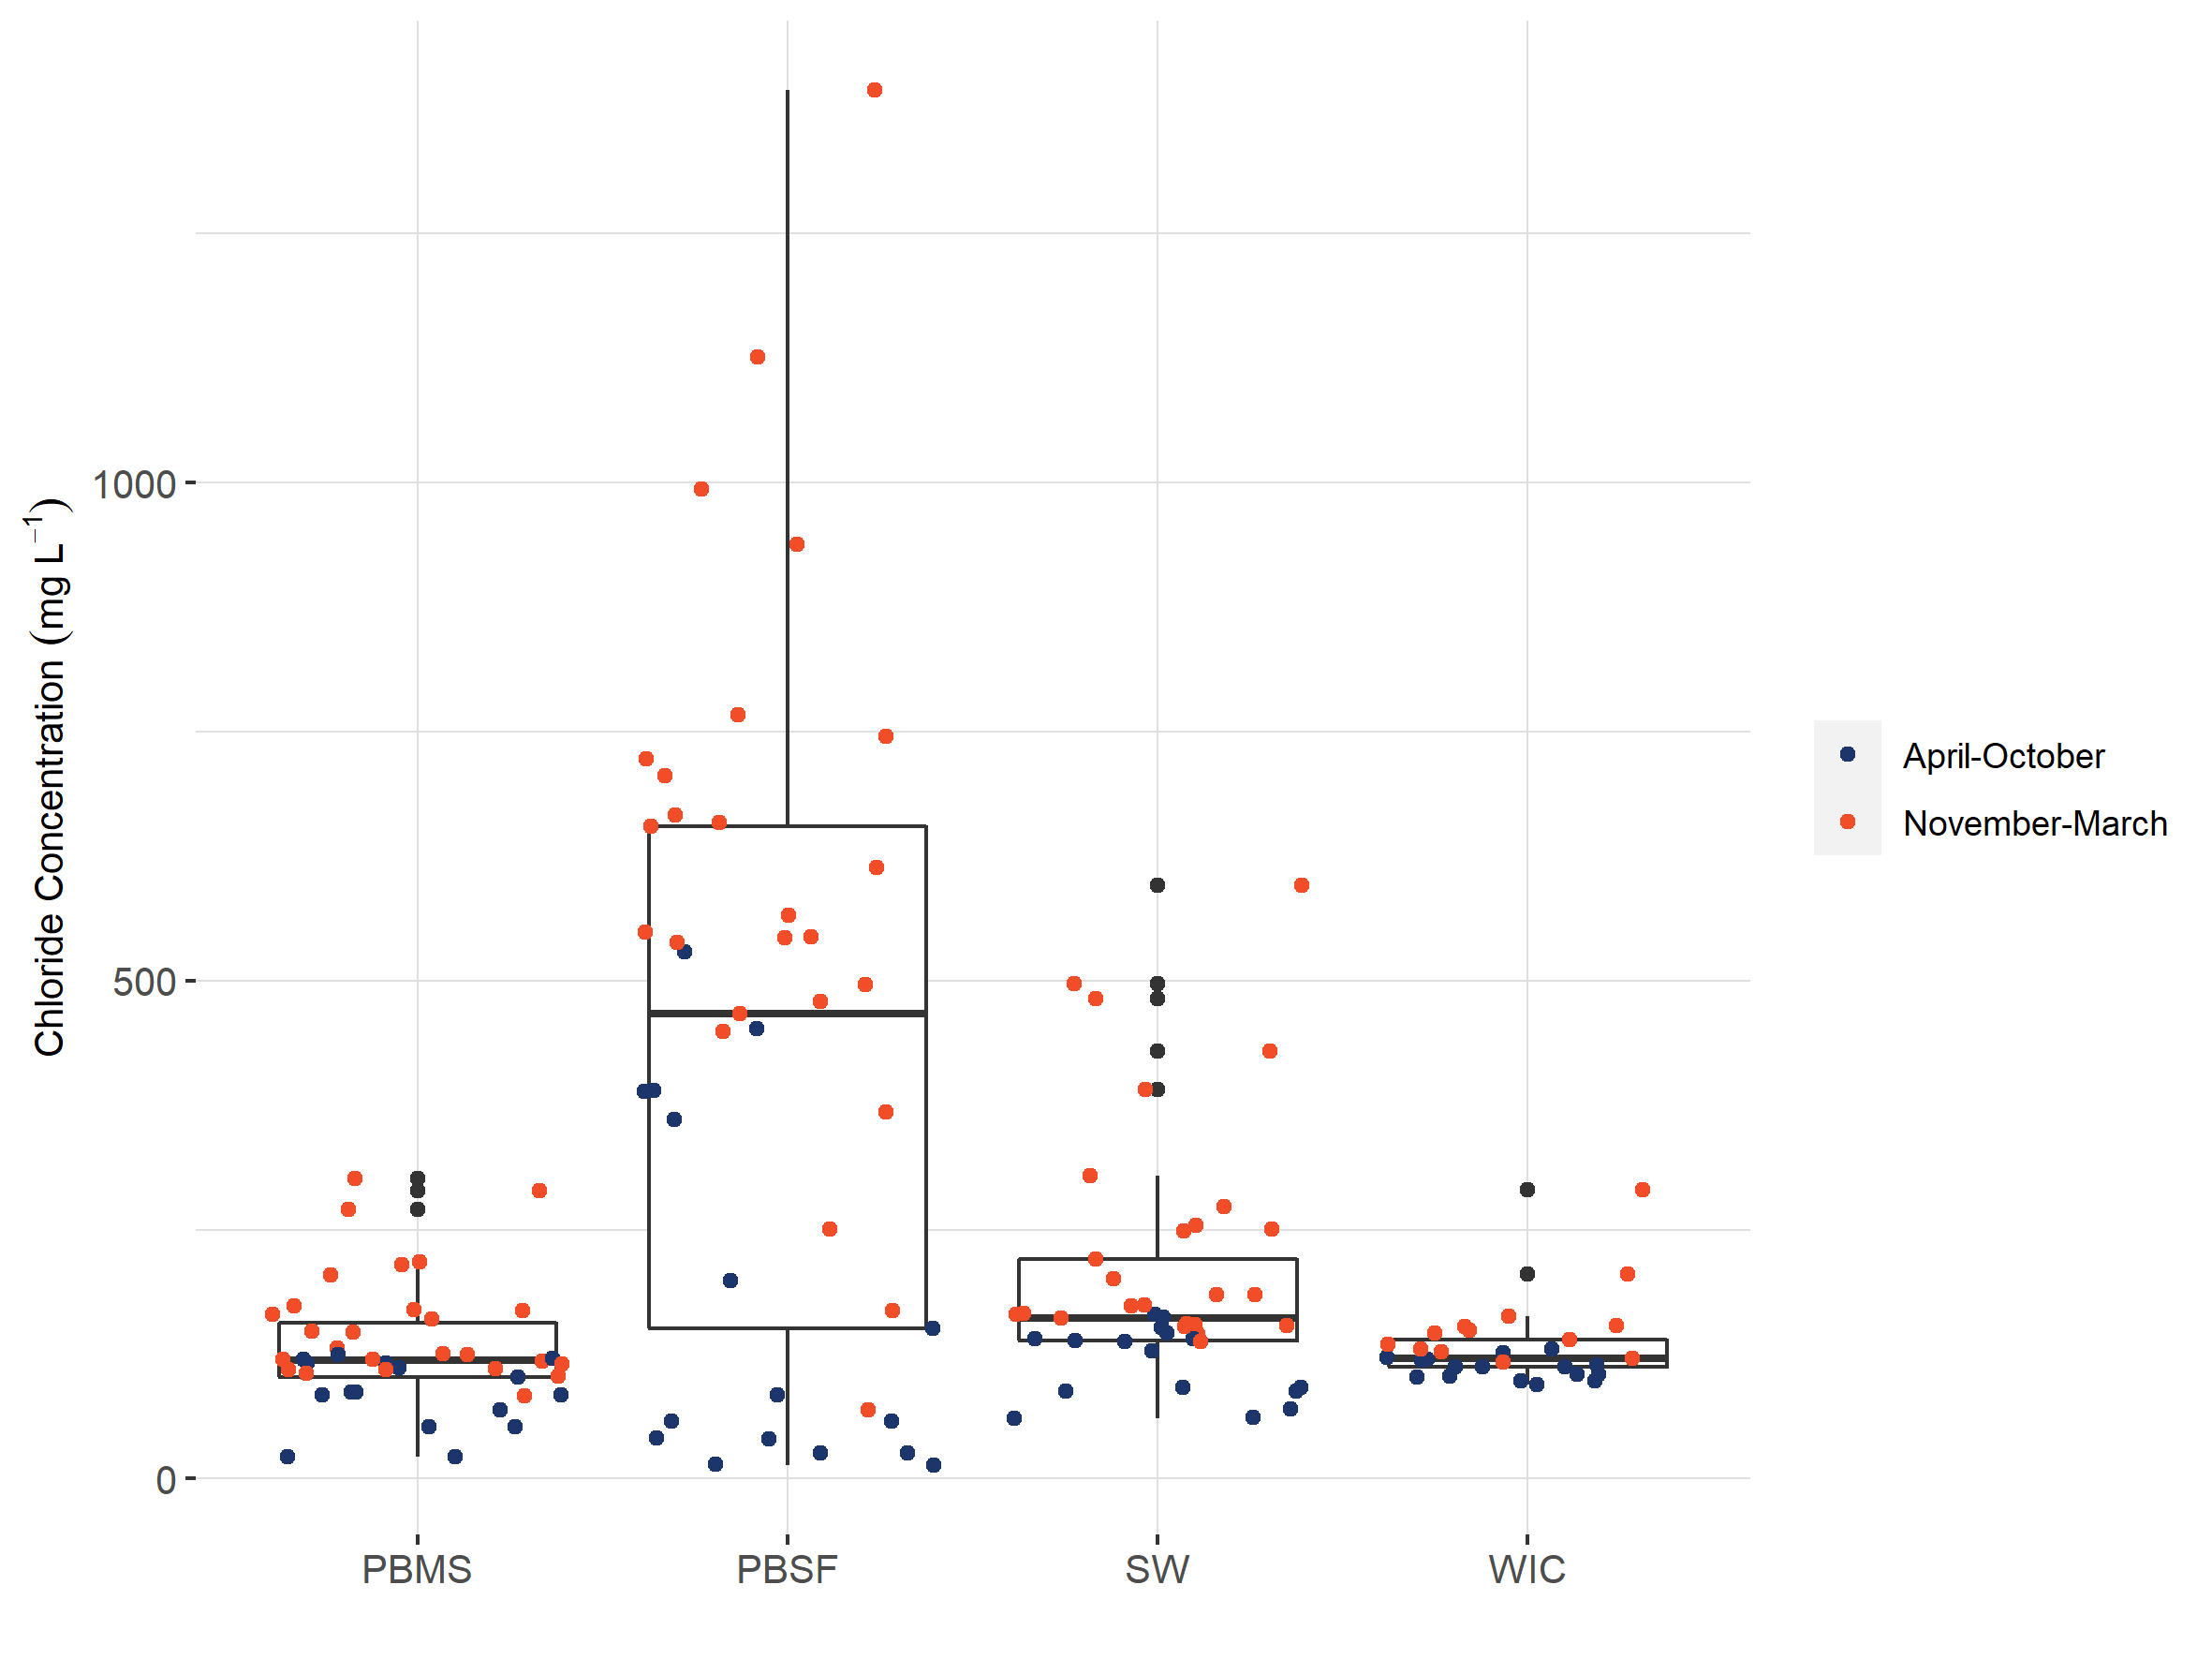 Chloride Concentration (mg L⁻¹)
1000
500
0
PBMS PBSF SW WIC
April-October
November-March